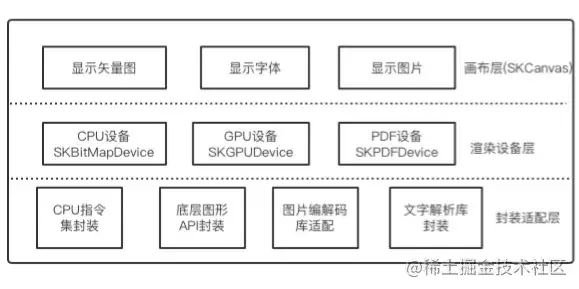 显示矢量图
显示字体
显示图片
画布层(SKCanvas)
CPU设备
SKBitMapDevice
GPU设备
SKGPUDevice
PDF设备
SKPDFDevice
渲染设备层
CPU指令
集封装
底层图形
API封装
图片编解码
库适配
文字解析库
封装
封装适配层
@稀土掘金技术社区